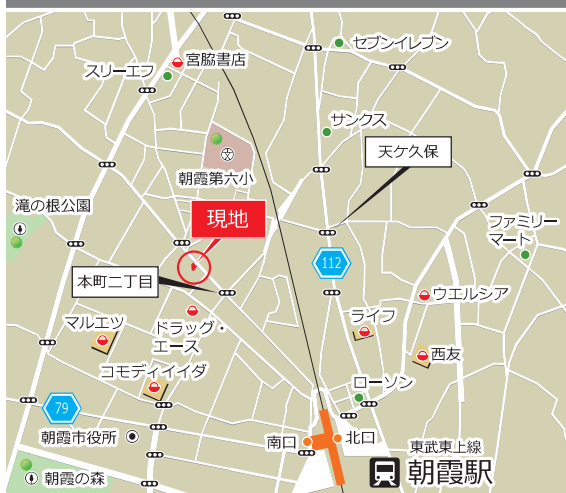 セブンイレブン
宮脇書店
スリーエフ
サンクス
天ケ久保
朝霞第六小
滝の根公園
現地
ファミリー
マート
112
本町二丁目
ウエルシア
マルエツ
ドラッグ・
エース
ライフ
西友
コモディイイダ
ローソン
79
朝霞市役所
南口
北口
東武東上線
朝霞駅
朝霞の森